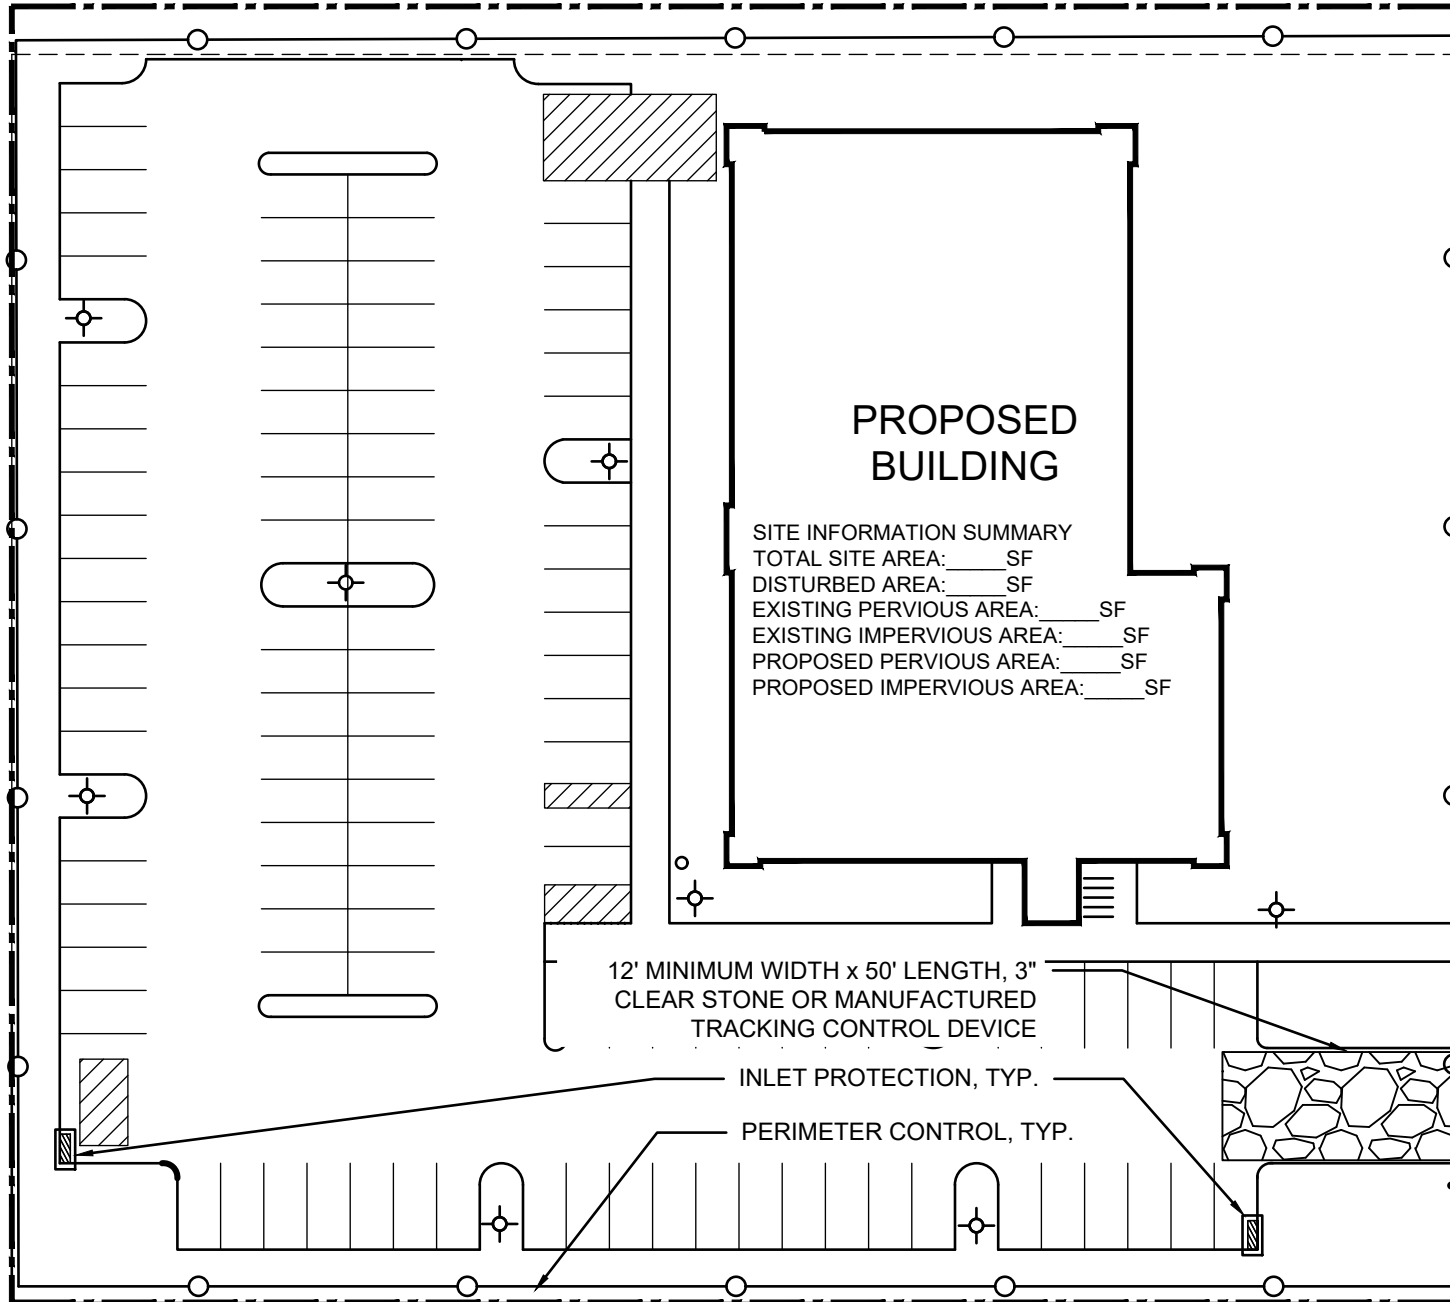 PROPOSED
BUILDING
SITE INFORMATION SUMMARY
TOTAL SITE AREA:_____SF
DISTURBED AREA:_____SF
EXISTING PERVIOUS AREA:_____SF
EXISTING IMPERVIOUS AREA:_____SF
PROPOSED PERVIOUS AREA:_____SF
PROPOSED IMPERVIOUS AREA:_____SF
12' MINIMUM WIDTH x 50' LENGTH, 3"
CLEAR STONE OR MANUFACTURED
TRACKING CONTROL DEVICE
INLET PROTECTION, TYP.
PERIMETER CONTROL, TYP.